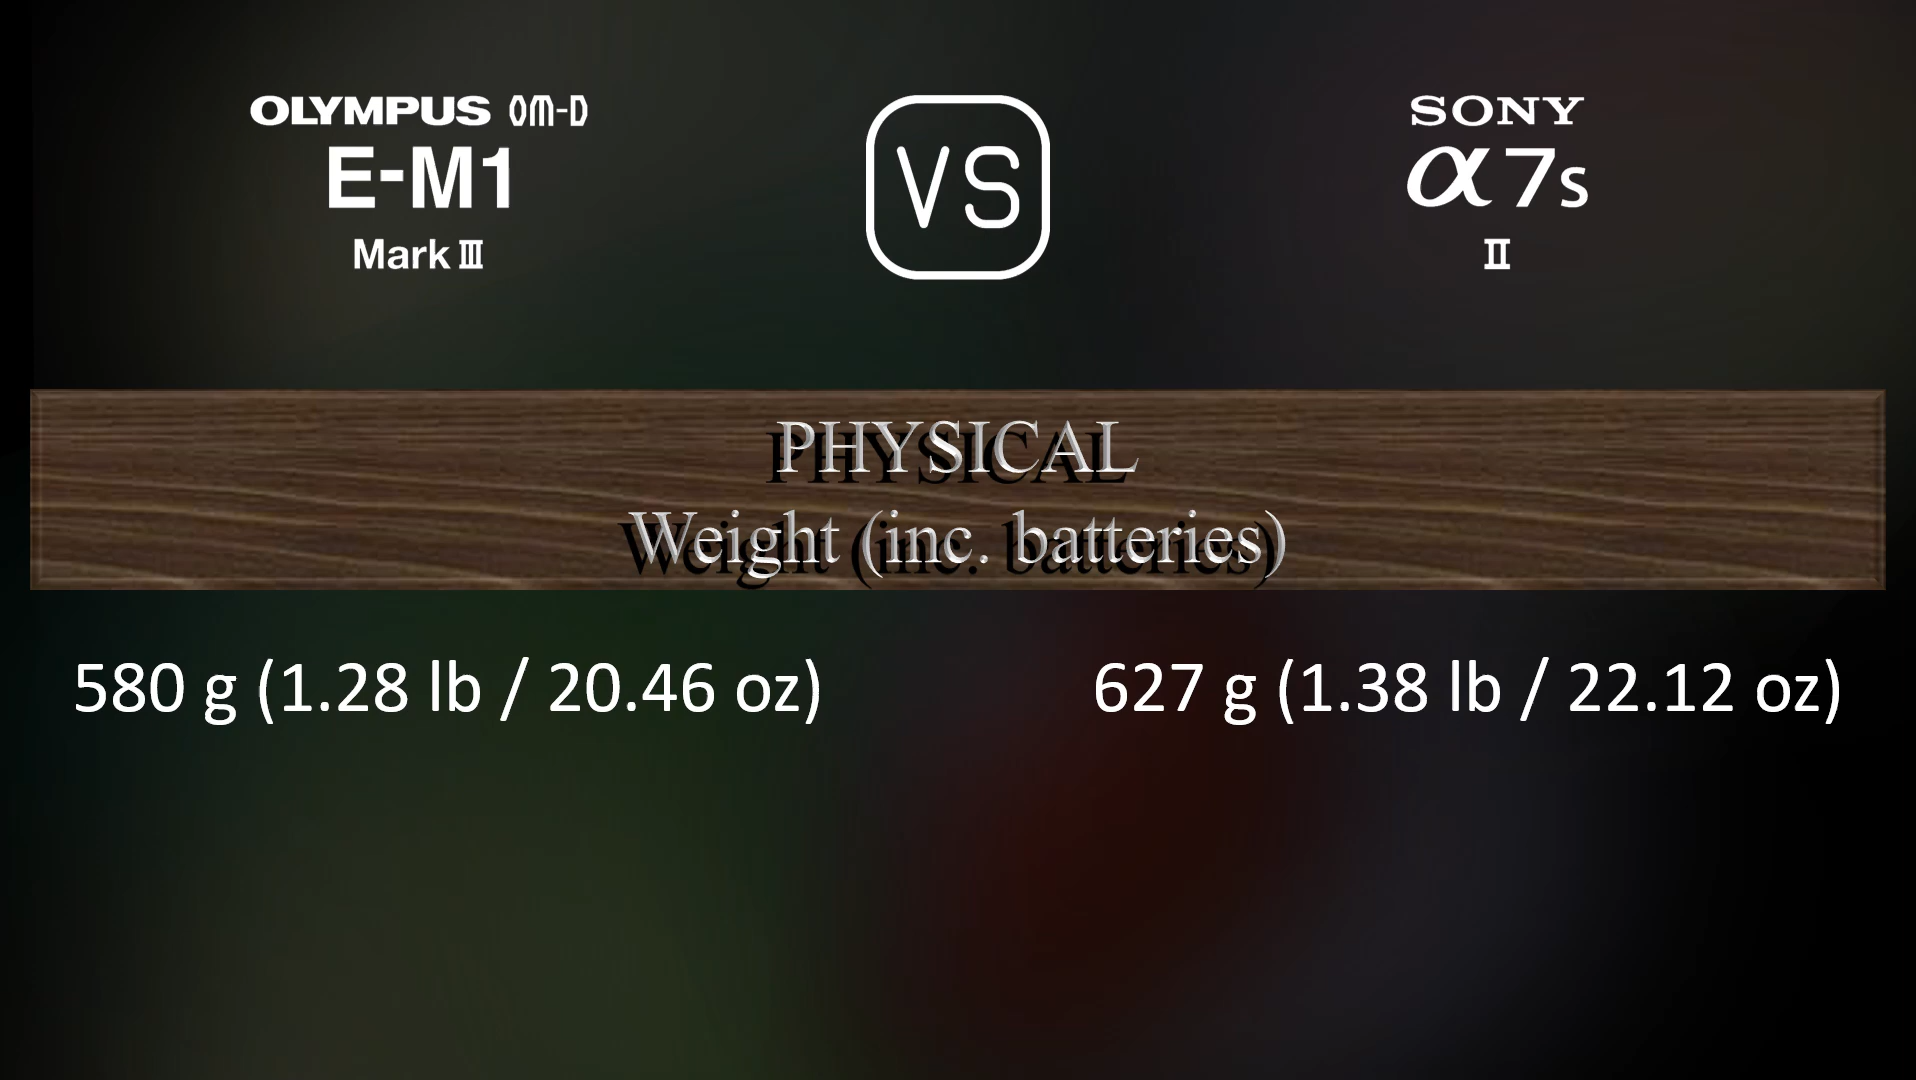 OLYMPUS OM-D
E-M1
Mark III
VS
SONY
α7s
II
PHYSICAL
Weight (inc. batteries)
580 g (1.28 lb / 20.46 oz)
627 g (1.38 lb / 22.12 oz)